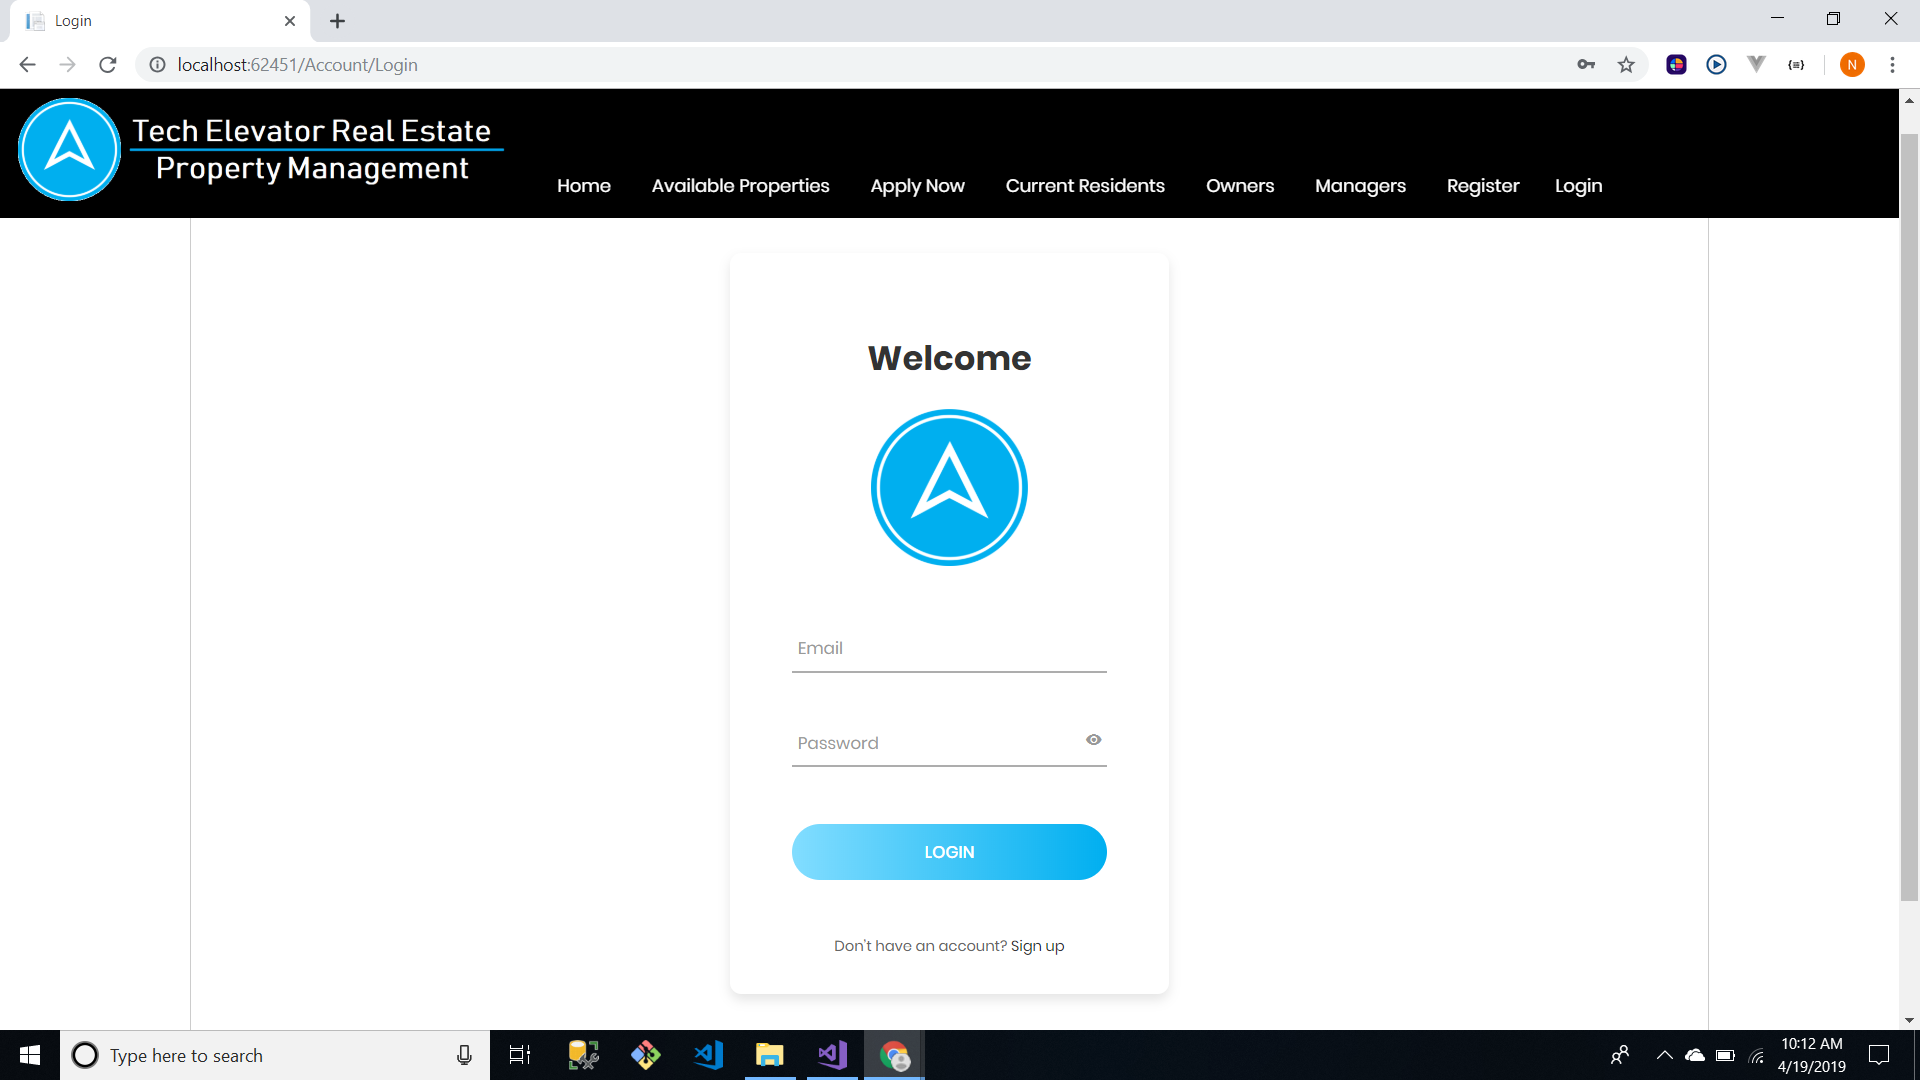 Login
localhost:62451/Account/Login
N
Tech Elevator Real Estate
Property Management
Home Available Properties Apply Now Current Residents Owners Managers Register Login
Welcome
Email
Password
LOGIN
Don't have an account? Sign up
Type here to search
10:12 AM
4/19/2019